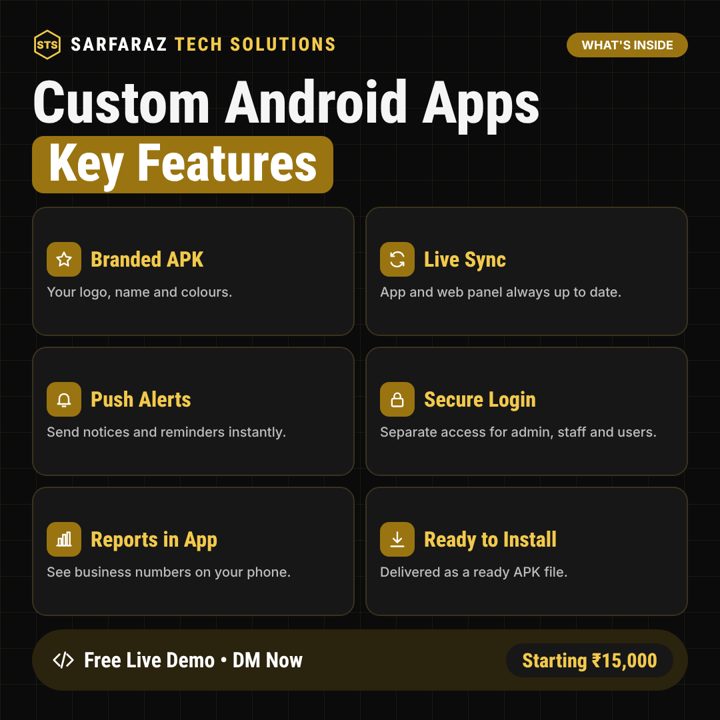 STS SARFARAZ TECH SOLUTIONS
WHAT'S INSIDE
Custom Android Apps
Key Features
Branded APK
Your logo, name and colours.
Live Sync
App and web panel always up to date.
Push Alerts
Send notices and reminders instantly.
Secure Login
Separate access for admin, staff and users.
Reports in App
See business numbers on your phone.
Ready to Install
Delivered as a ready APK file.
Free Live Demo • DM Now
Starting ₹15,000